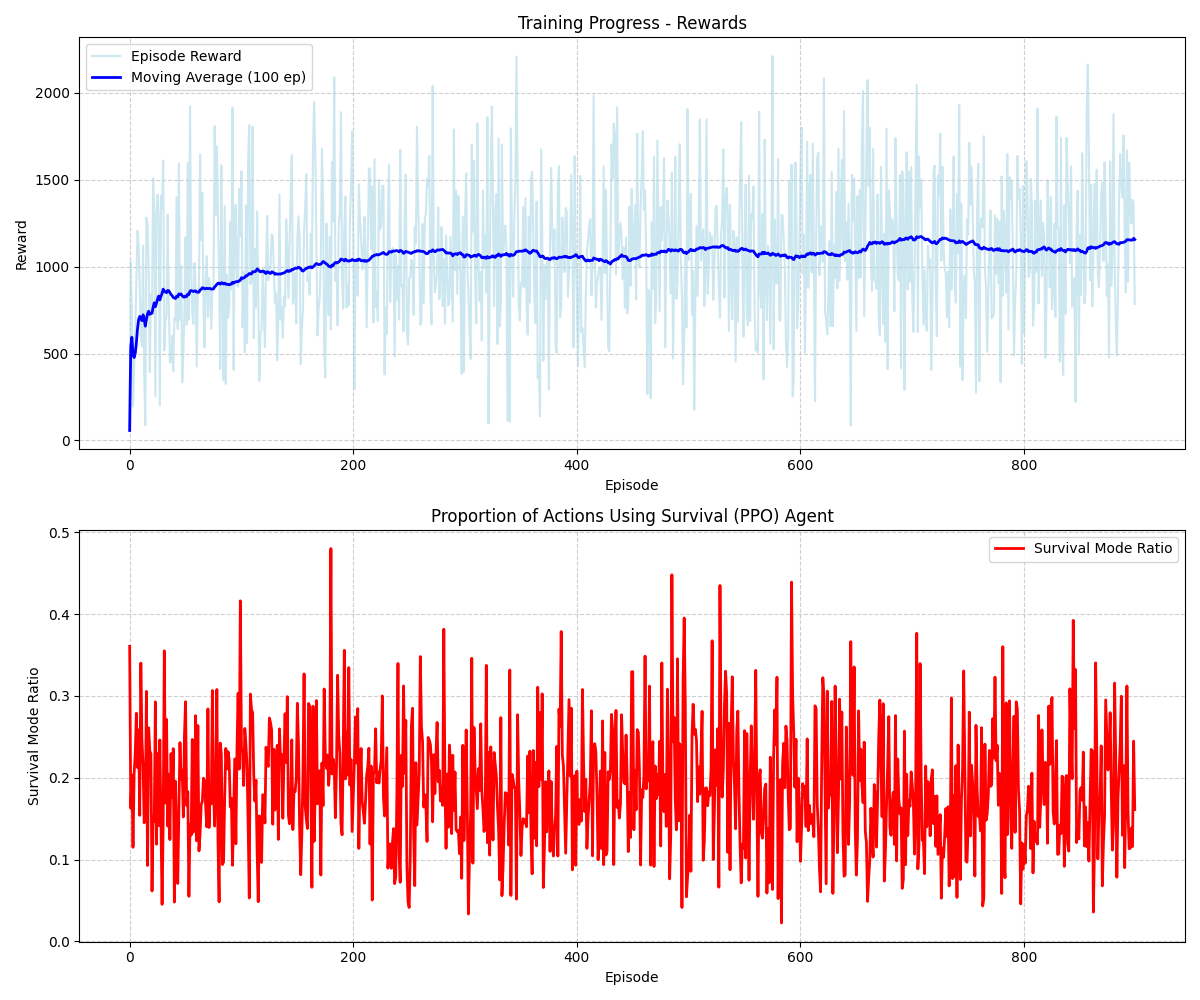 Training Progress - Rewards
Episode Reward
Moving Average (100 ep)
Reward
2000
1500
1000
500
0
0 200 400 600 800
Episode
Proportion of Actions Using Survival (PPO) Agent
Survival Mode Ratio
Survival Mode Ratio
0.5
0.4
0.3
0.2
0.1
0.0
0 200 400 600 800
Episode